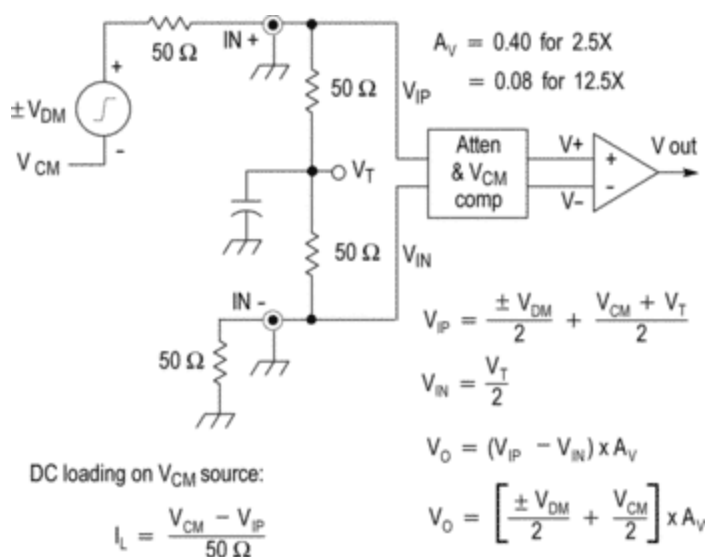 50 Ω
IN +
A_V = 0.40 for 2.5X
= 0.08 for 12.5X
+
± V_DM
-
V_CM
50 Ω
V_IP
V_T
Atten
& V_CM
comp
V+
V−
+
-
V out
50 Ω
V_IN
IN -
50 Ω
V_IP = ± V_DM / 2 + V_CM + V_T / 2
V_IN = V_T / 2
V_O = (V_IP − V_IN) x A_V
V_O = [ ± V_DM / 2 + V_CM / 2 ] x A_V
DC loading on V_CM source:
I_L = V_CM − V_IP / 50 Ω